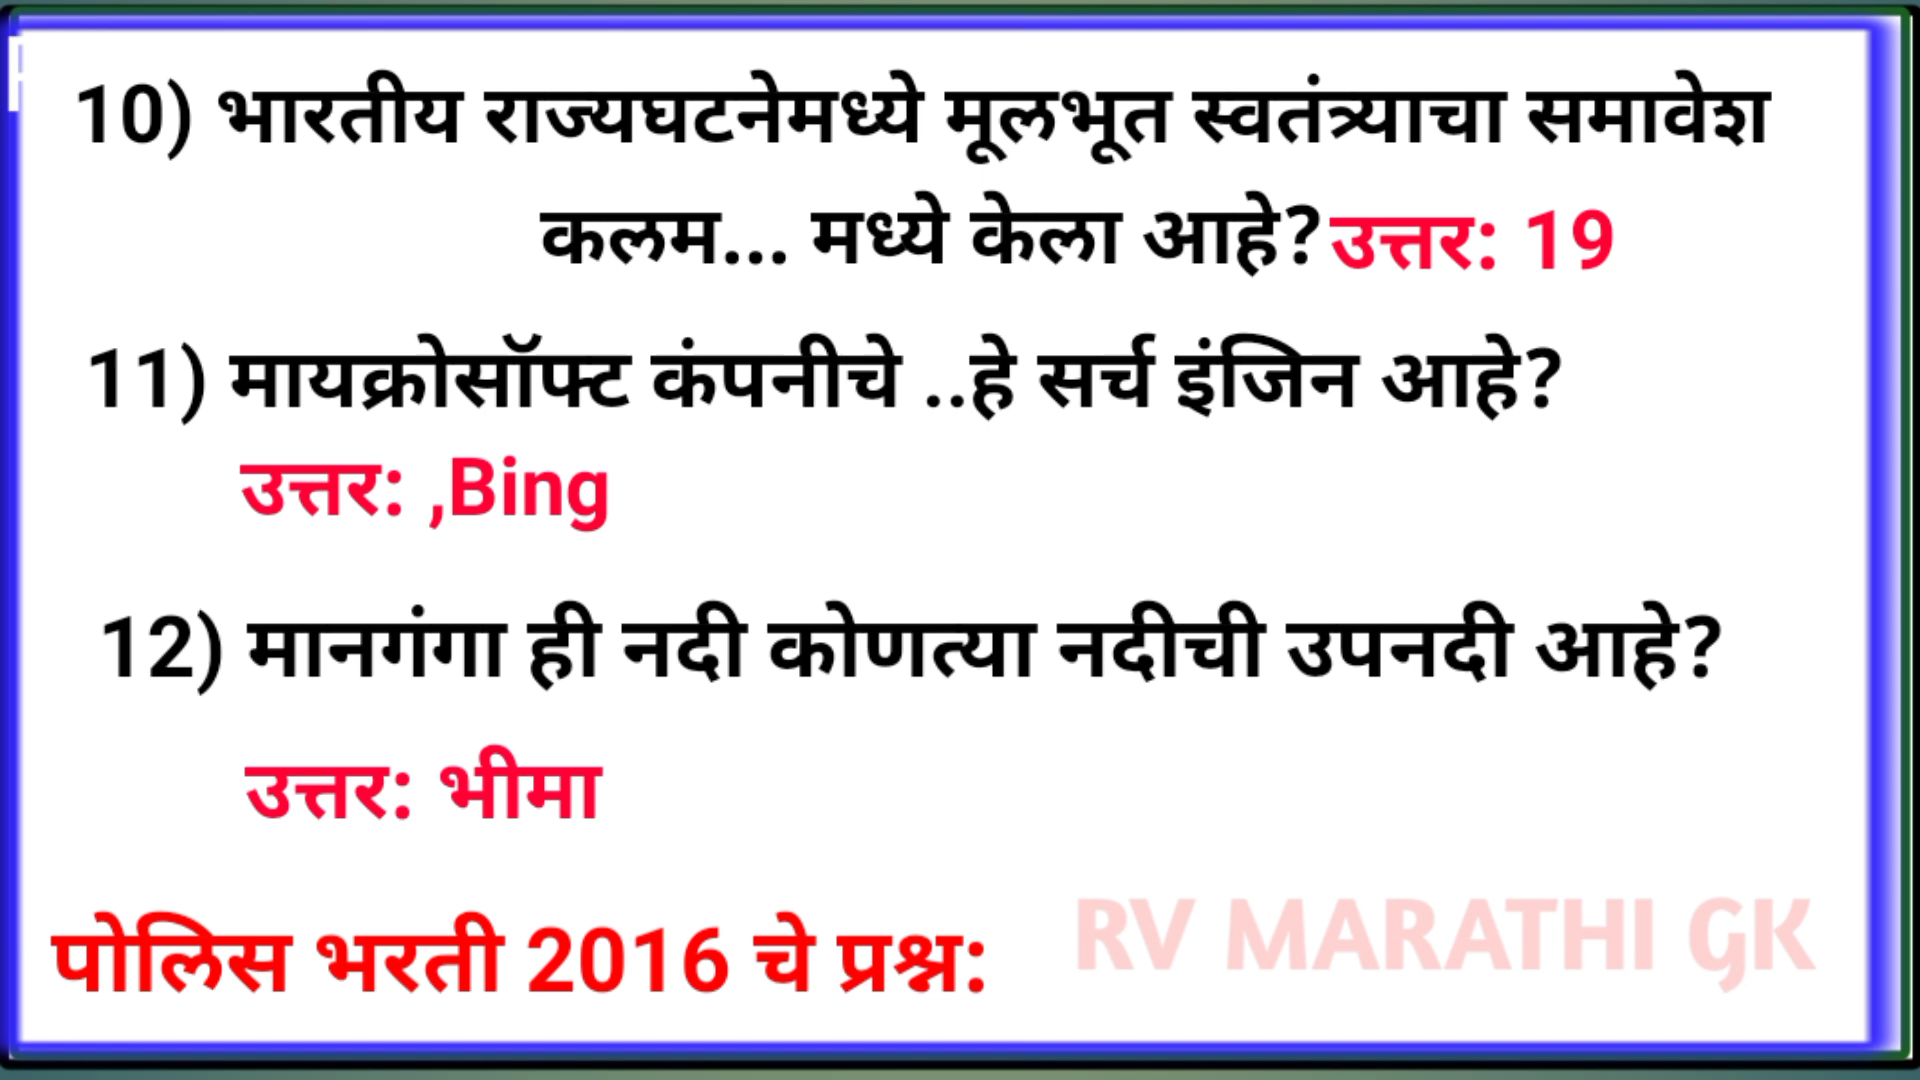 10) भारतीय राज्यघटनेमध्ये मूलभूत स्वतंत्र्याचा समावेश
कलम... मध्ये केला आहे? उत्तर: 19
11) मायक्रोसॉफ्ट कंपनीचे ..हे सर्च इंजिन आहे?
उत्तर: ,Bing
12) मानगंगा ही नदी कोणत्या नदीची उपनदी आहे?
उत्तर: भीमा
पोलिस भरती 2016 चे प्रश्न:
RV MARATHI GK